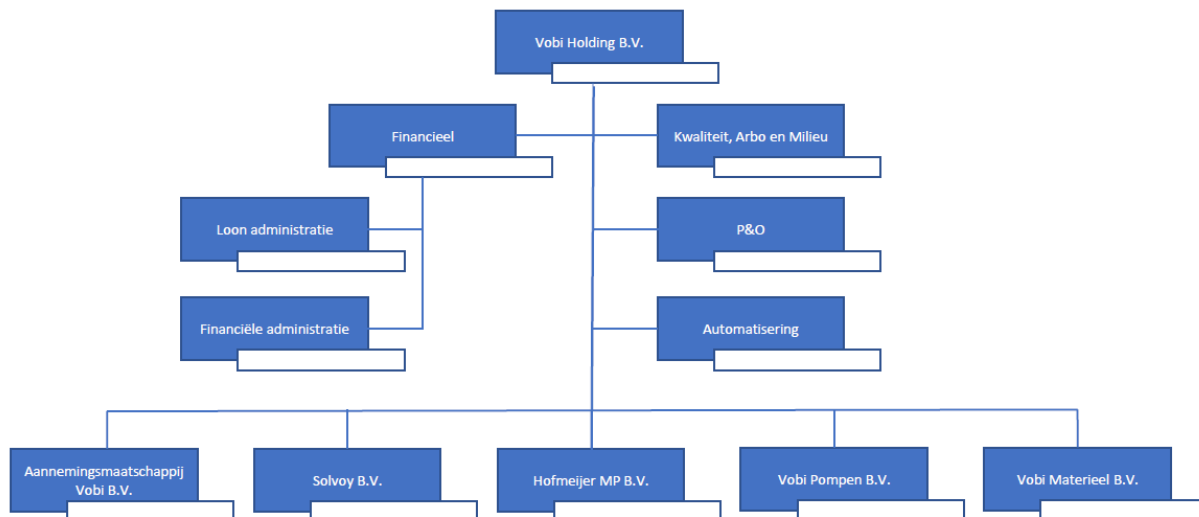 Vobi Holding B.V.
Financieel
Kwaliteit, Arbo en Milieu
Loon administratie
P&O
Financiële administratie
Automatisering
Aannemingsmaatschappij
Vobi B.V.
Solvoy B.V.
Hofmeijer MP B.V.
Vobi Pompen B.V.
Vobi Materieel B.V.